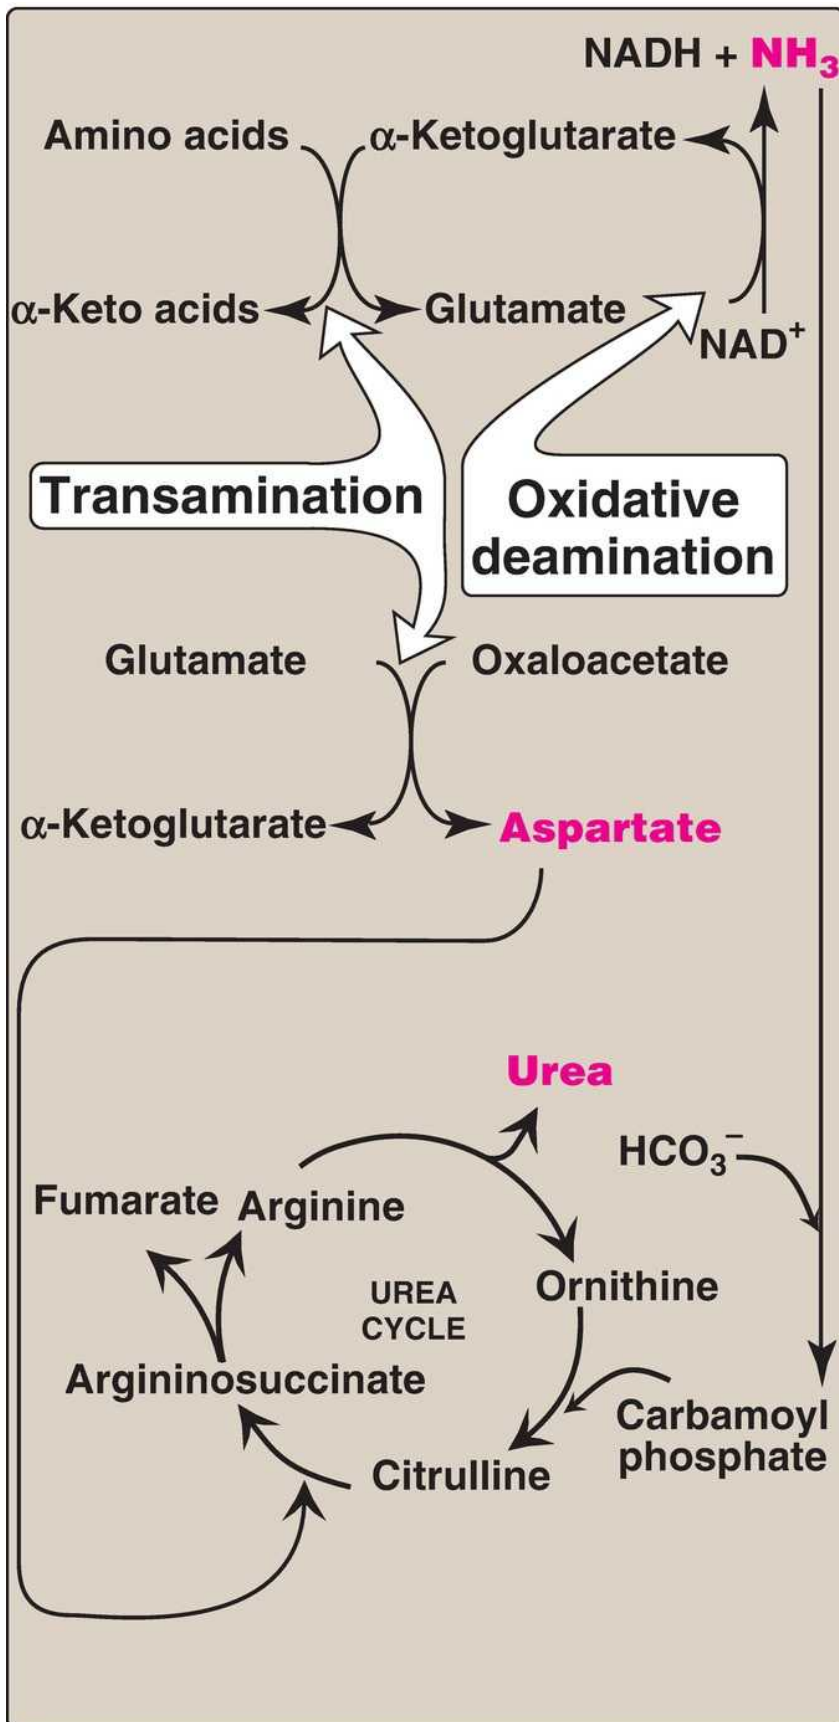 NADH + NH₃
Amino acids α-Ketoglutarate
α-Keto acids Glutamate
NAD⁺
Transamination
Oxidative
deamination
Glutamate Oxaloacetate
α-Ketoglutarate Aspartate
Urea
HCO₃⁻
Fumarate Arginine
Ornithine
UREA
CYCLE
Argininosuccinate
Carbamoyl
phosphate
Citrulline